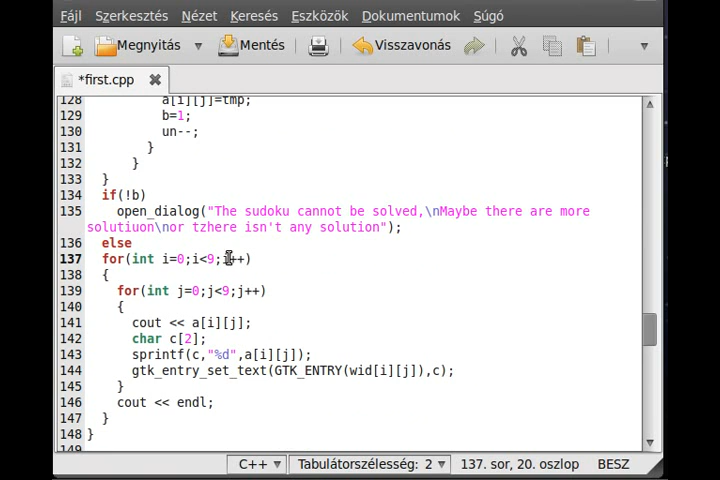 Fájl Szerkesztés Nézet Keresés Eszközök Dokumentumok Súgó
Megnyitás Mentés Visszavonás
*first.cpp
128 a[i][j]=tmp;
129 b=1;
130 un--;
131 }
132 }
133 }
134 if(!b)
135 open_dialog("The sudoku cannot be solved,\nMaybe there are more
solutiuon\nor tzhere isn't any solution");
136 else
137 for(int i=0;i<9;i++)
138 {
139 for(int j=0;j<9;j++)
140 {
141 cout << a[i][j];
142 char c[2];
143 sprintf(c,"%d",a[i][j]);
144 gtk_entry_set_text(GTK_ENTRY(wid[i][j]),c);
145 }
146 cout << endl;
147 }
148 }
149
C++ Tabulátorszélesség: 2 137. sor, 20. oszlop BESZ